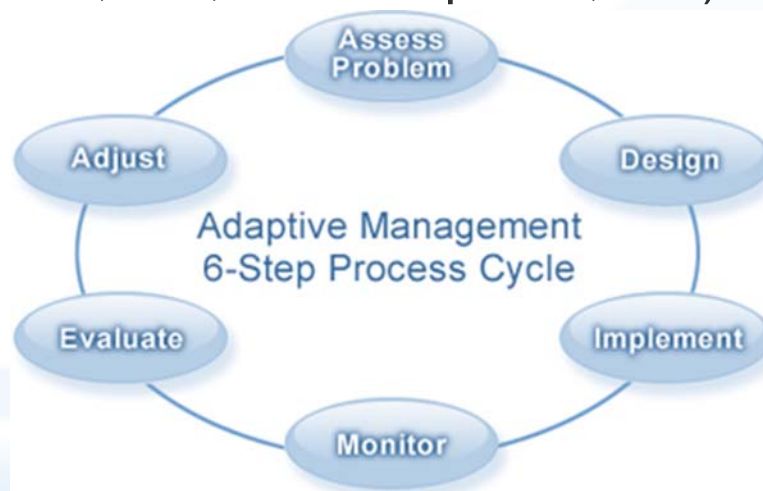 Assess
Problem
Adjust
Design
Adaptive Management
6-Step Process Cycle
Evaluate
Implement
Monitor